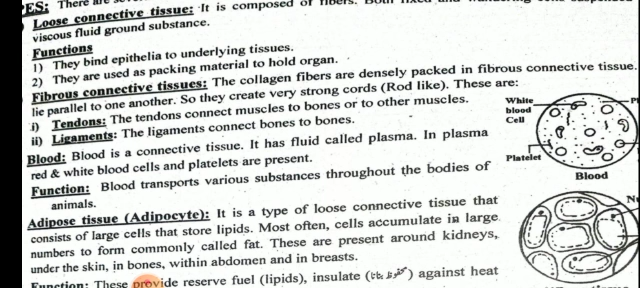 ES: There are
Loose connective tissue: It is composed of fibers. Both fixed and
viscous fluid ground substance.
Functions
1) They bind epithelia to underlying tissues.
2) They are used as packing material to hold organ.
Fibrous connective tissues: The collagen fibers are densely packed in fibrous connective tissue.
lie parallel to one another. So they create very strong cords (Rod like). These are:
i) Tendons: The tendons connect muscles to bones or to other muscles.
ii) Ligaments: The ligaments connect bones to bones.
Blood: Blood is a connective tissue. It has fluid called plasma. In plasma
red & white blood cells and platelets are present.
Function: Blood transports various substances throughout the bodies of
animals.
White
blood
Cell
Pl
Platelet
Blood
Adipose tissue (Adipocyte): It is a type of loose connective tissue that
consists of large cells that store lipids. Most often, cells accumulate in large
numbers to form commonly called fat. These are present around kidneys,
under the skin, in bones, within abdomen and in breasts.
Function: These provide reserve fuel (lipids), insulate ( ) against heat
Nu